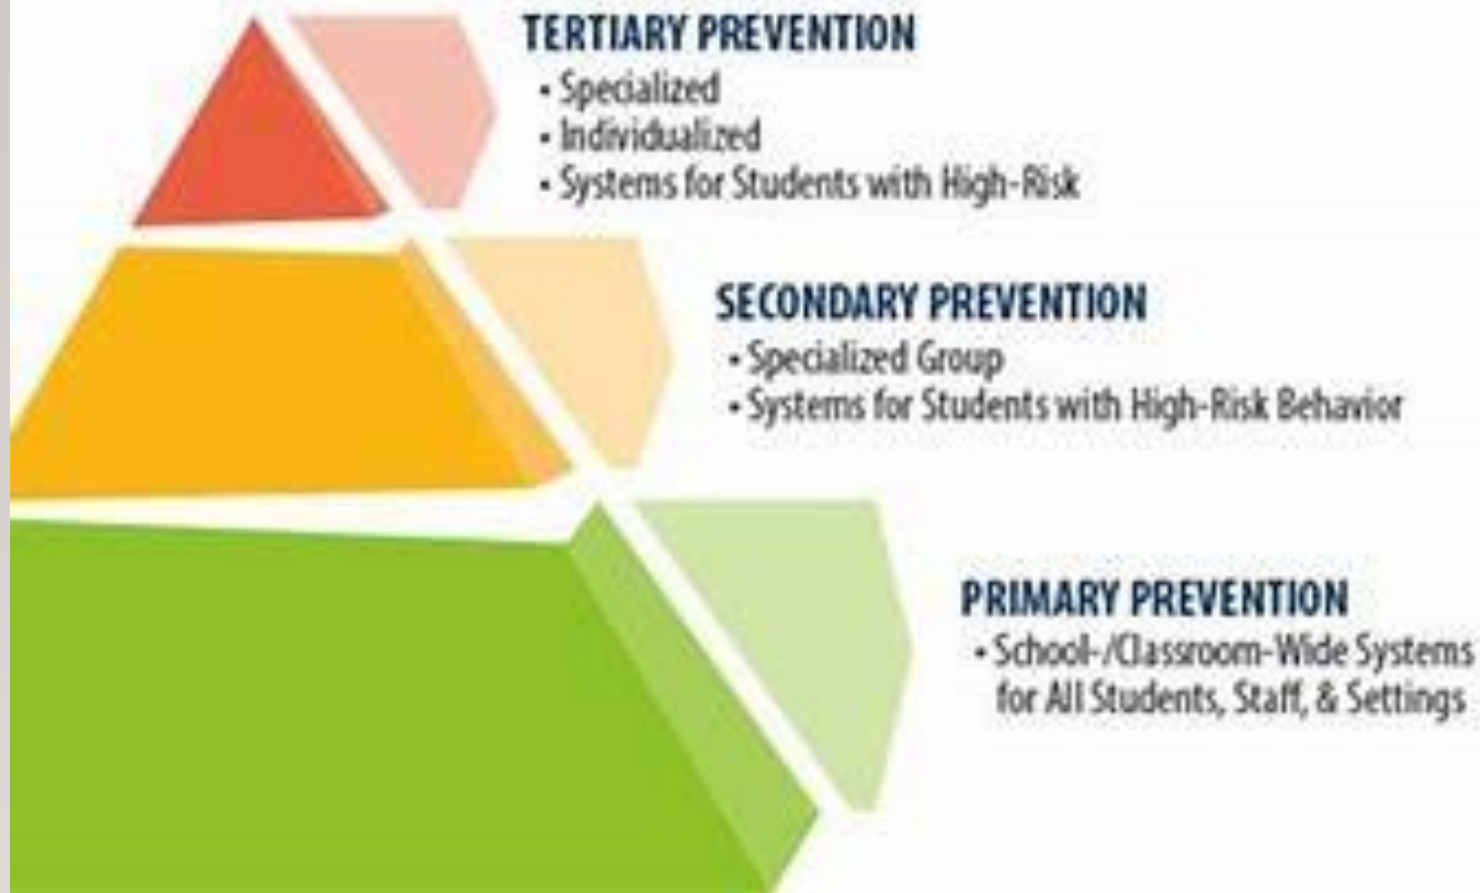 TERTIARY PREVENTION
• Specialized
• Individualized
• Systems for Students with High-Risk
SECONDARY PREVENTION
• Specialized Group
• Systems for Students with High-Risk Behavior
PRIMARY PREVENTION
• School-/Classroom-Wide Systems
for All Students, Staff, & Settings